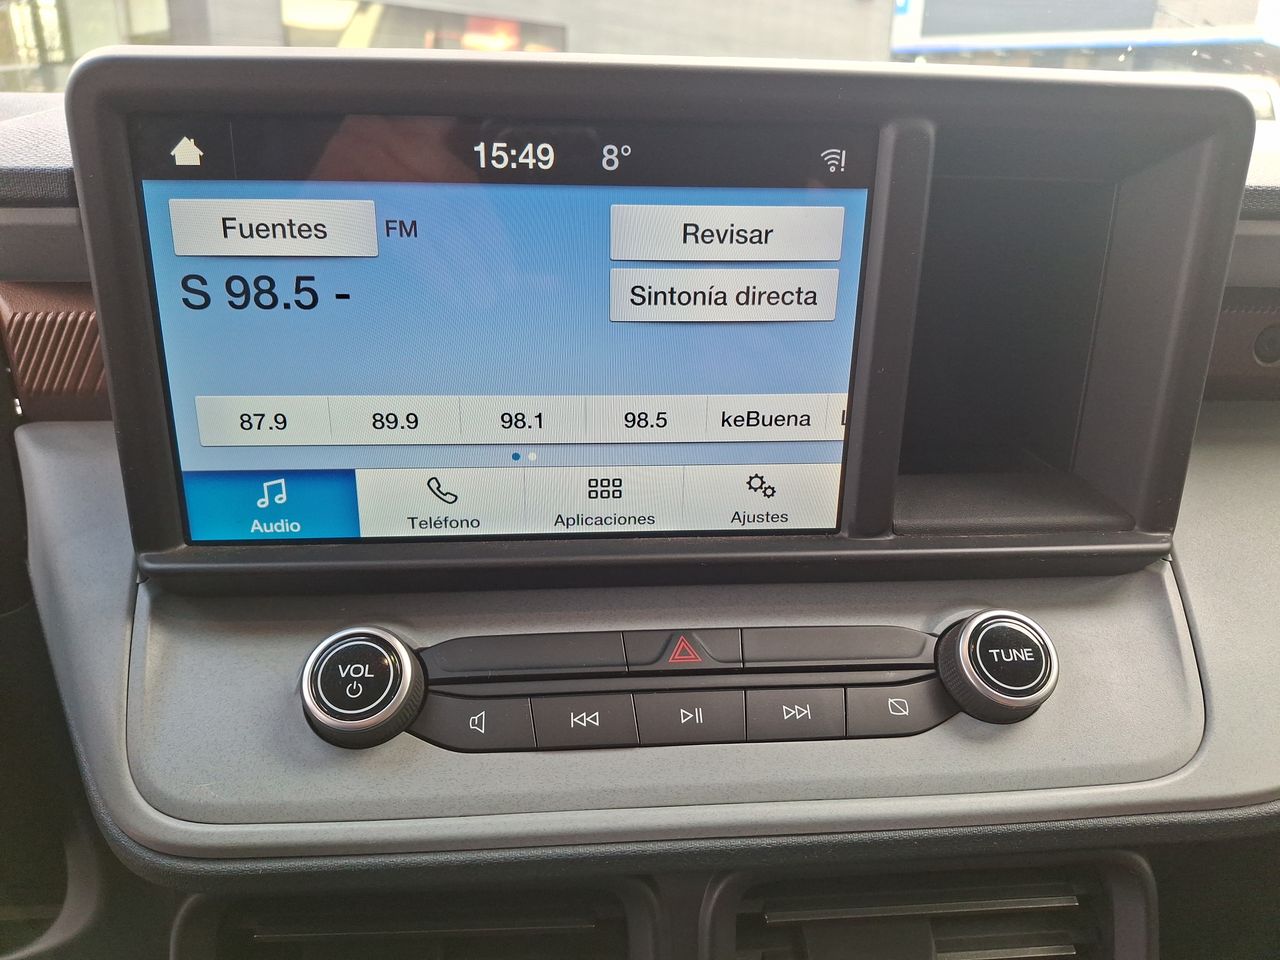 15:49 8°
Fuentes FM Revisar
S 98.5 - Sintonía directa
87.9 89.9 98.1 98.5 keBuena
Audio Teléfono Aplicaciones Ajustes
VOL TUNE